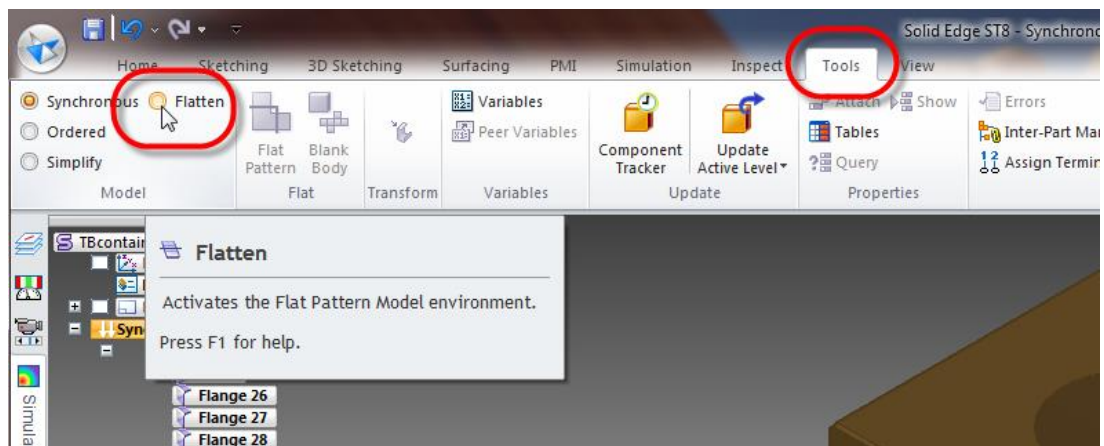 Solid Edge ST8 - Synchrono
Home Sketching 3D Sketching Surfacing PMI Simulation Inspect Tools View
Synchronous Flatten
Ordered
Simplify
Model
Flat Pattern
Blank Body
Flat
Transform
Variables
Peer Variables
Variables
Component Tracker
Update Active Level
Update
Attach Show
Tables
Query
Properties
Errors
Inter-Part Ma
Assign Termin
TBcontai
Syn
Flatten
Activates the Flat Pattern Model environment.
Press F1 for help.
Flange 26
Flange 27
Flange 28
Simula